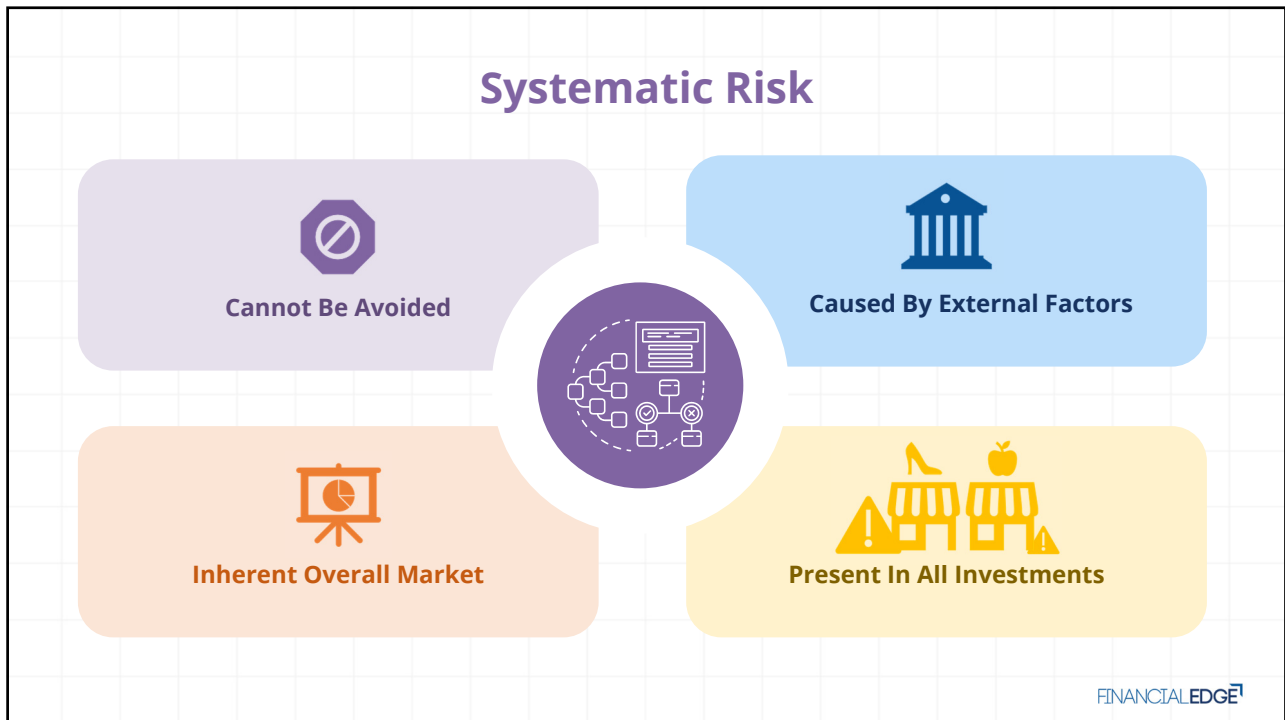 Systematic Risk
Cannot Be Avoided
Caused By External Factors
Inherent Overall Market
Present In All Investments
FINANCIALEDGE